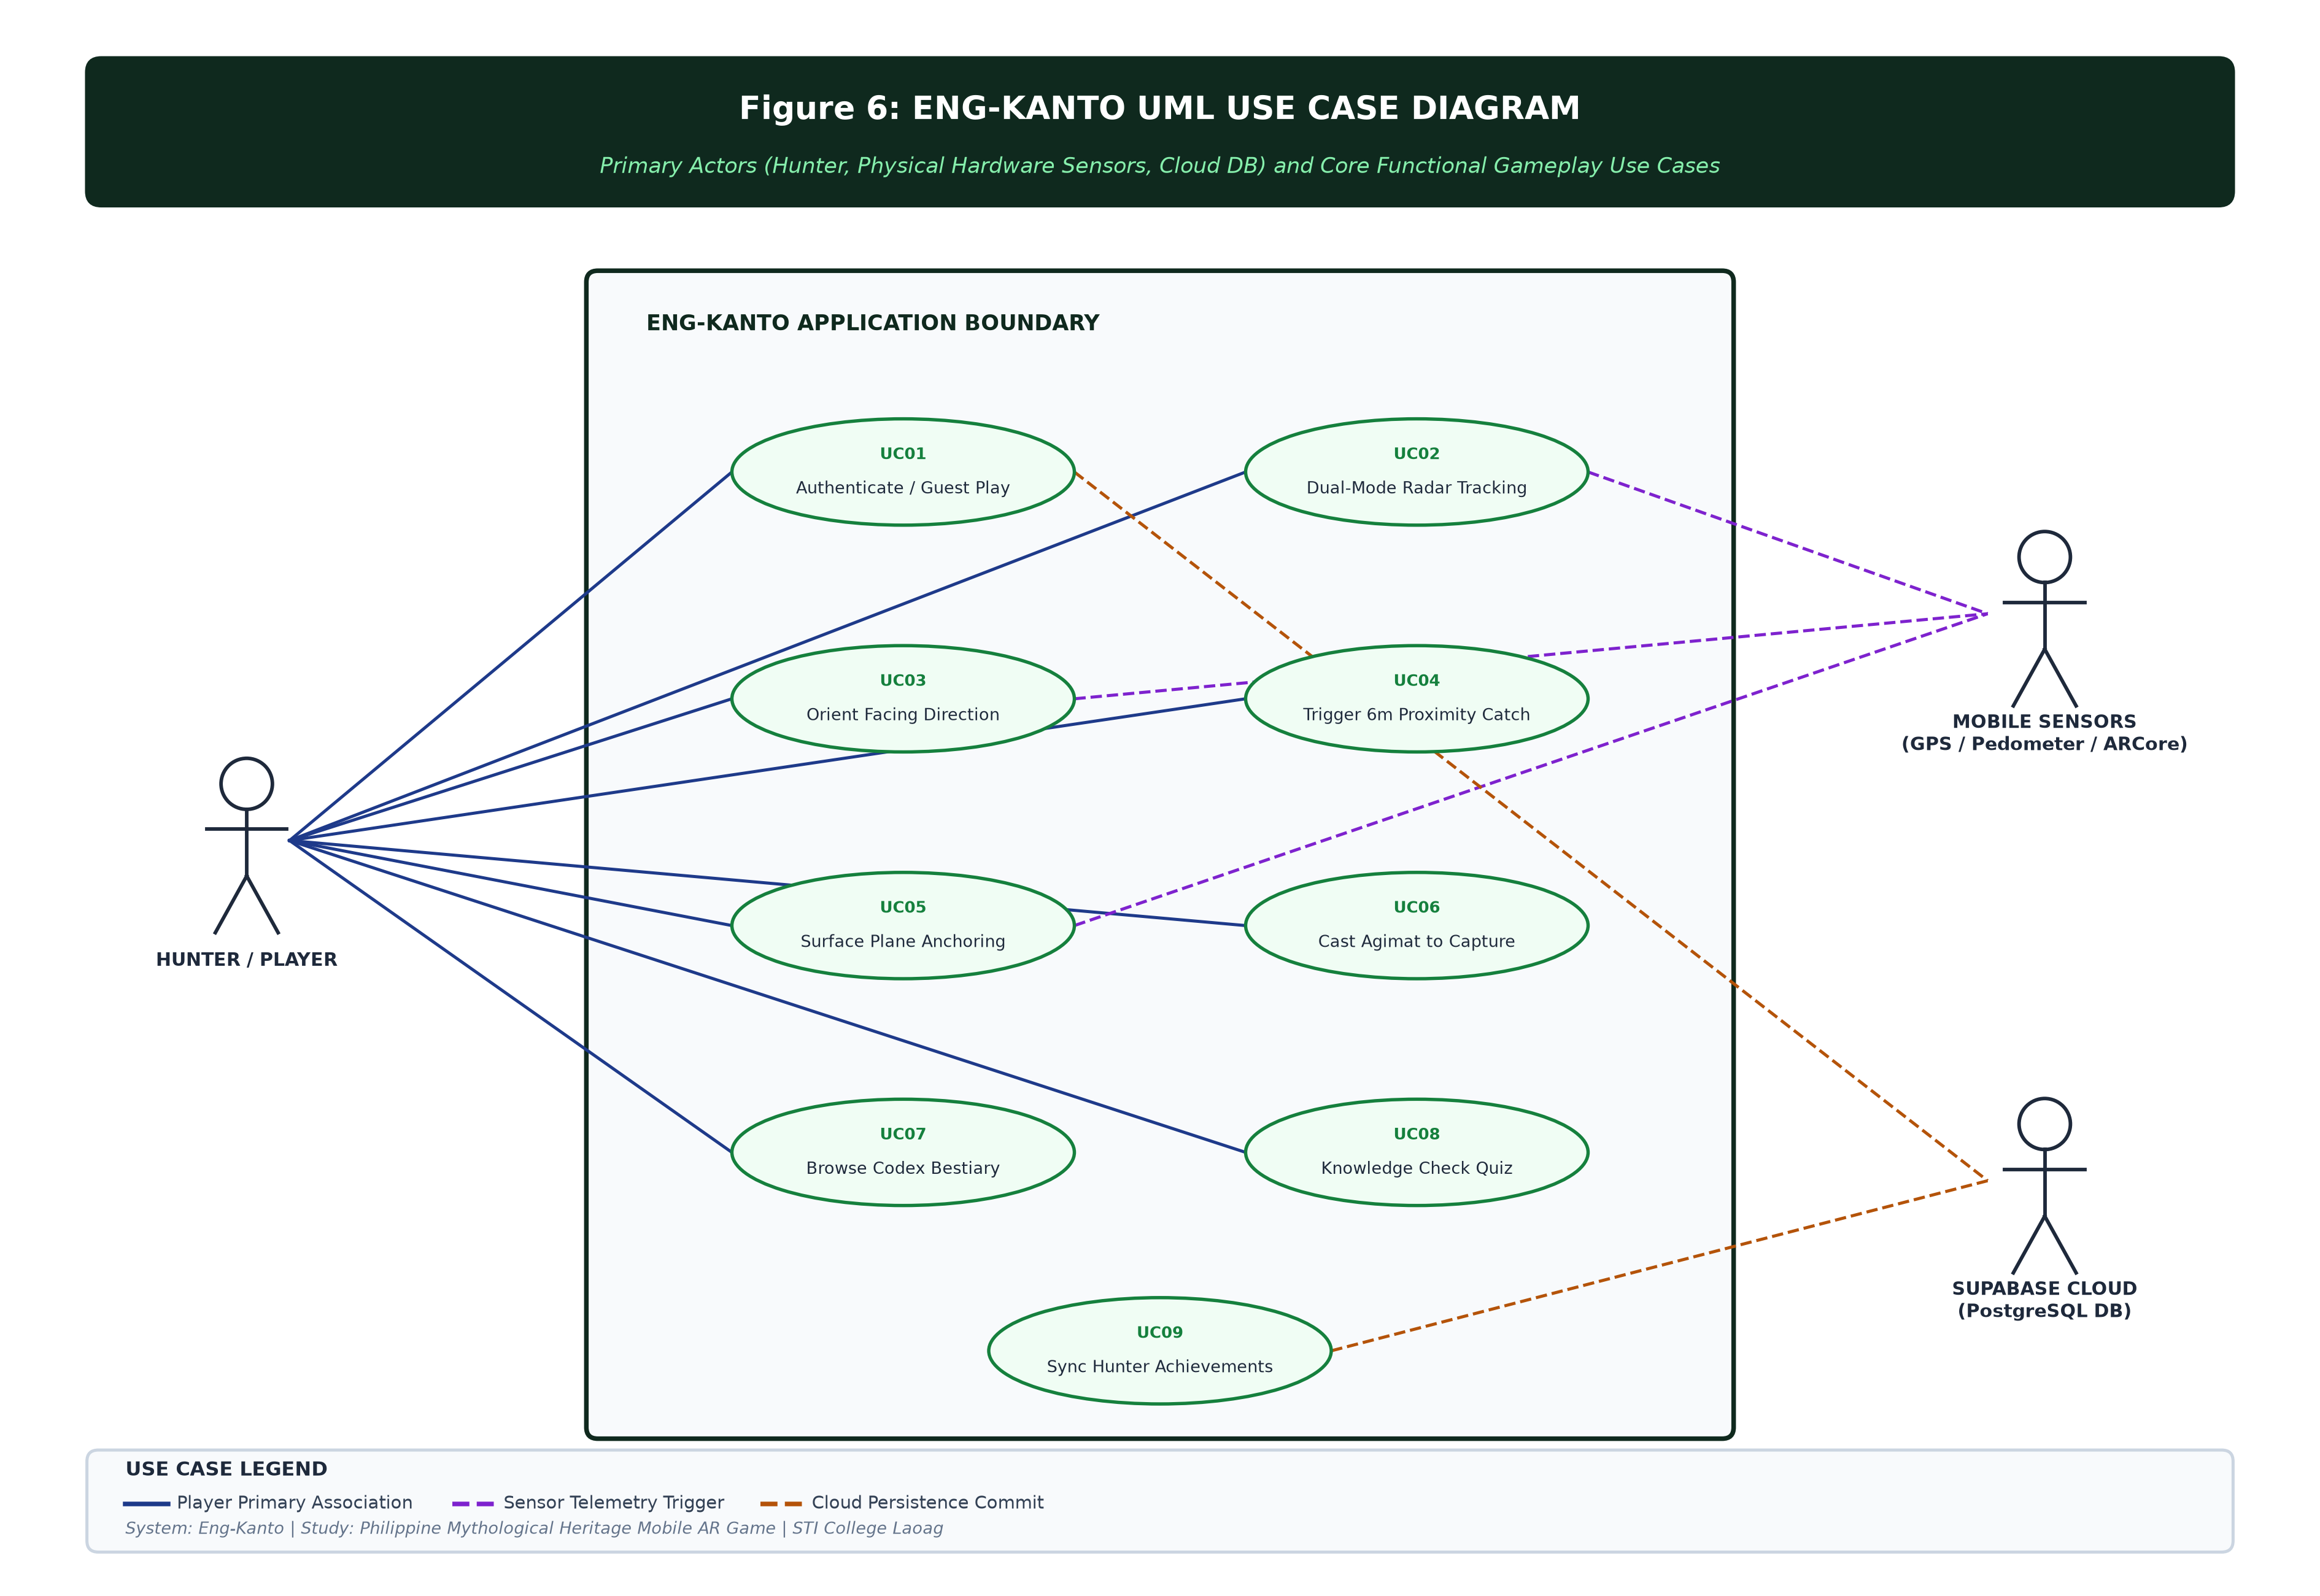 Figure 6: ENG-KANTO UML USE CASE DIAGRAM
Primary Actors (Hunter, Physical Hardware Sensors, Cloud DB) and Core Functional Gameplay Use Cases
ENG-KANTO APPLICATION BOUNDARY
UC01
Authenticate / Guest Play
UC02
Dual-Mode Radar Tracking
UC03
Orient Facing Direction
UC04
Trigger 6m Proximity Catch
MOBILE SENSORS
(GPS / Pedometer / ARCore)
HUNTER / PLAYER
UC05
Surface Plane Anchoring
UC06
Cast Agimat to Capture
UC07
Browse Codex Bestiary
UC08
Knowledge Check Quiz
SUPABASE CLOUD
(PostgreSQL DB)
UC09
Sync Hunter Achievements
USE CASE LEGEND
Player Primary Association
Sensor Telemetry Trigger
Cloud Persistence Commit
System: Eng-Kanto | Study: Philippine Mythological Heritage Mobile AR Game | STI College Laoag